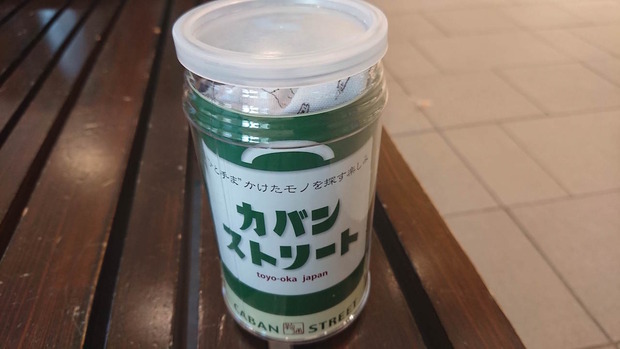 と手ま"かけたモノを探す楽しみ
カバン
ストリート
toyo-oka japan
CABAN STREET